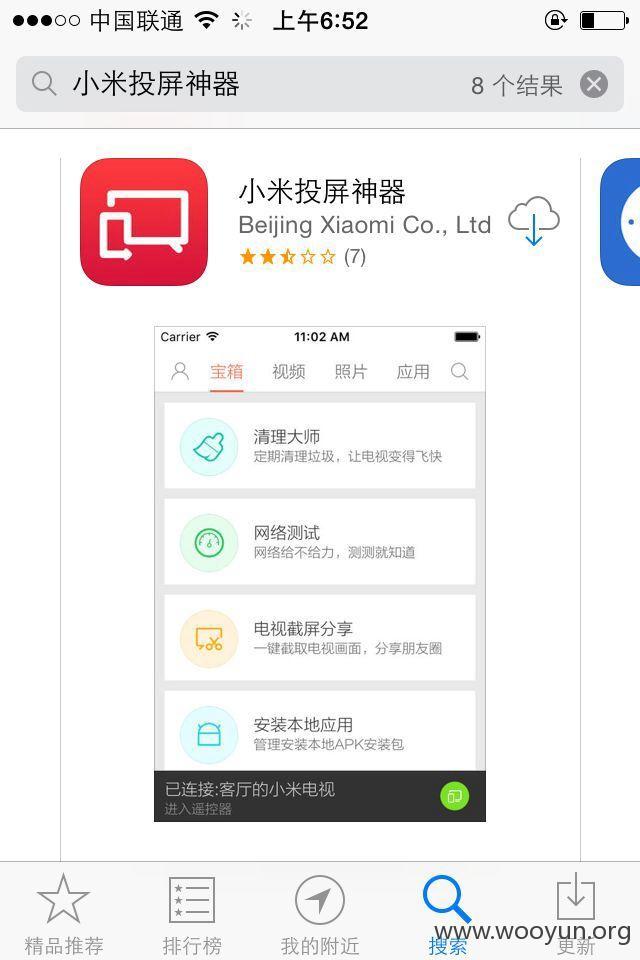 中国联通 上午6:52
小米投屏神器 8 个结果
小米投屏神器
Beijing Xiaomi Co., Ltd
(7)
Carrier 11:02 AM
宝箱 视频 照片 应用
清理大师
定期清理垃圾，让电视变得飞快
网络测试
网络给不给力，测测就知道
电视截屏分享
一键截取电视画面，分享朋友圈
安装本地应用
管理安装本地APK安装包
已连接:客厅的小米电视
进入遥控器
精品推荐 排行榜 我的附近 搜索 更新
www.wooyun.org